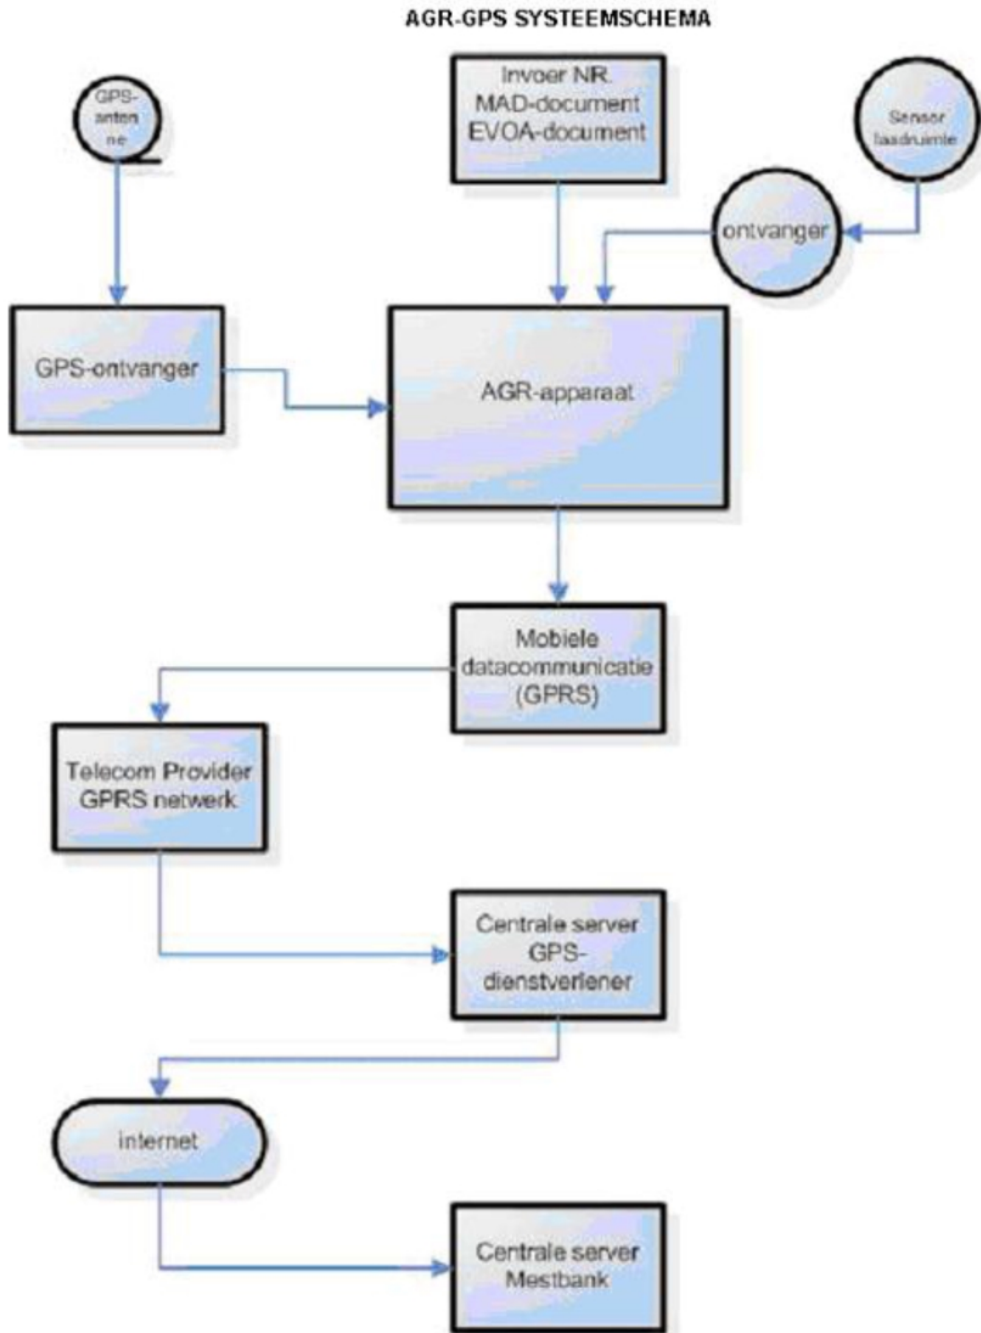 AGR-GPS SYSTEEMSCHEMA
GPS-
anten
ne
Invoer NR.
MAD-document
EVOA-document
Sensor
laadruimte
ontvanger
GPS-ontvanger
AGR-apparaat
Mobiele
datacommunicatie
(GPRS)
Telecom Provider
GPRS netwerk
Centrale server
GPS-
dienstverlener
internet
Centrale server
Mestbank